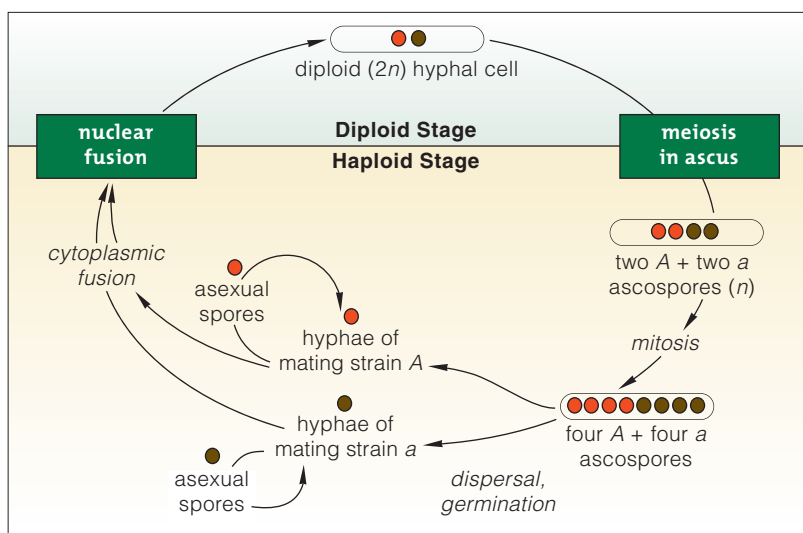 diploid (2n) hyphal cell
nuclear
fusion
Diploid Stage
Haploid Stage
meiosis
in ascus
cytoplasmic
fusion
asexual
spores
two A + two a
ascospores (n)
hyphae of
mating strain A
mitosis
hyphae of
mating strain a
four A + four a
ascospores
asexual
spores
dispersal,
germination